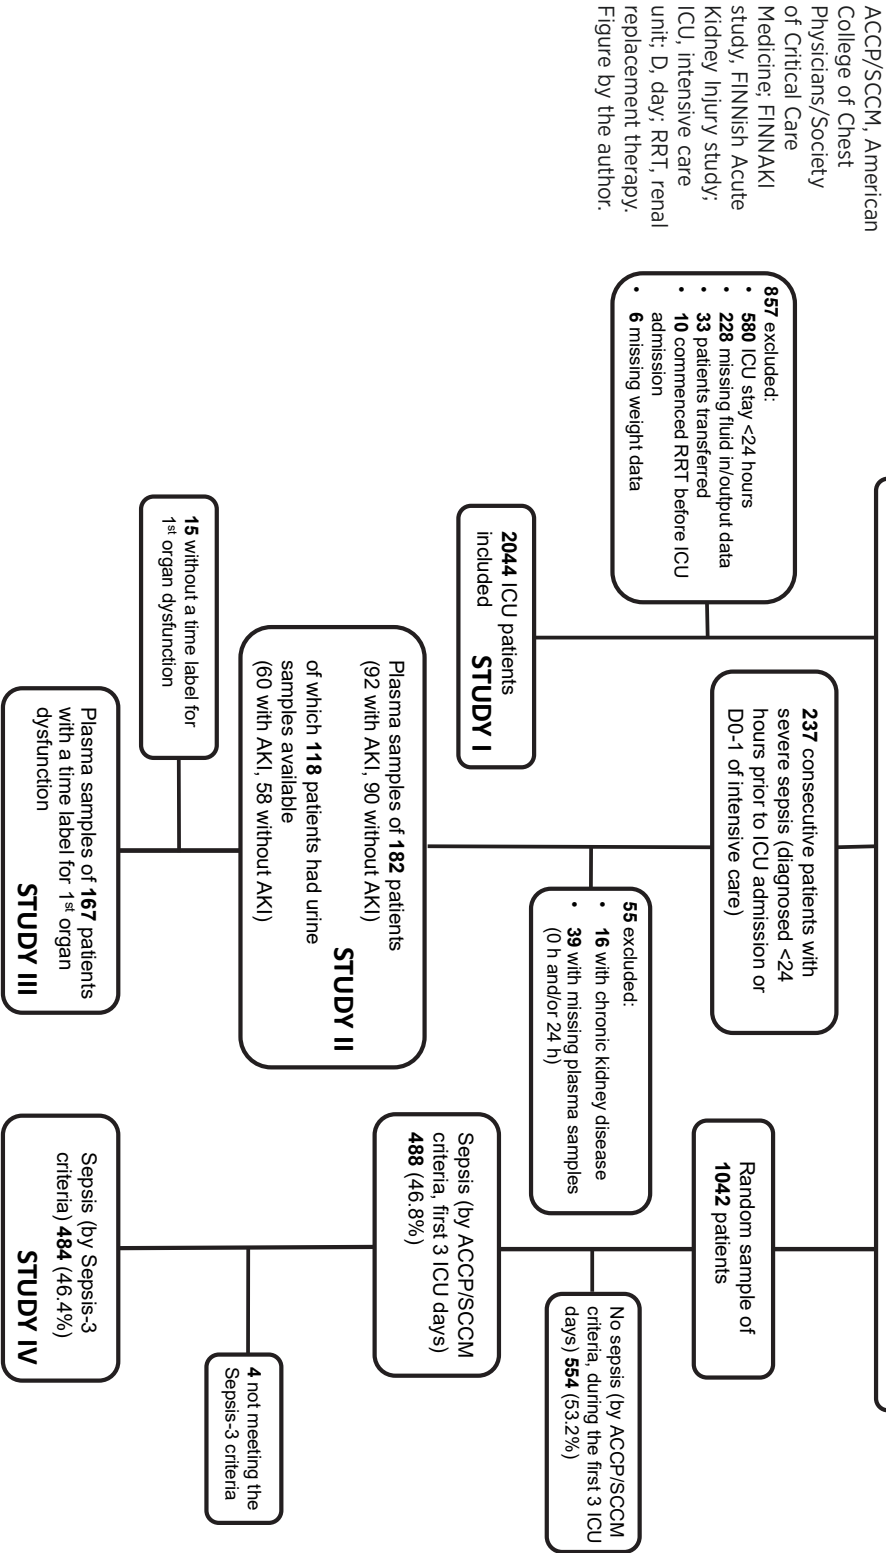 ACCP/SCCM, American
College of Chest
Physicians/Society
of Critical Care
Medicine; FINNAKI
study, FINNish Acute
Kidney Injury study;
ICU, intensive care
unit; D, day; RRT, renal
replacement therapy.
Figure by the author.
857 excluded:
• 580 ICU stay <24 hours
• 228 missing fluid in/output data
• 33 patients transferred
• 10 commenced RRT before ICU
admission
• 6 missing weight data
2044 ICU patients
included STUDY I
237 consecutive patients with
severe sepsis (diagnosed <24
hours prior to ICU admission or
D0-1 of intensive care)
55 excluded:
• 16 with chronic kidney disease
• 39 with missing plasma samples
(0 h and/or 24 h)
Plasma samples of 182 patients
(92 with AKI, 90 without AKI)
STUDY II
of which 118 patients had urine
samples available
(60 with AKI, 58 without AKI)
15 without a time label for
1st organ dysfunction
Plasma samples of 167 patients
with a time label for 1st organ
dysfunction
STUDY III
Random sample of
1042 patients
No sepsis (by ACCP/SCCM
criteria, during the first 3 ICU
days) 554 (53.2%)
Sepsis (by ACCP/SCCM
criteria, first 3 ICU days)
488 (46.8%)
4 not meeting the
Sepsis-3 criteria
Sepsis (by Sepsis-3
criteria) 484 (46.4%)
STUDY IV